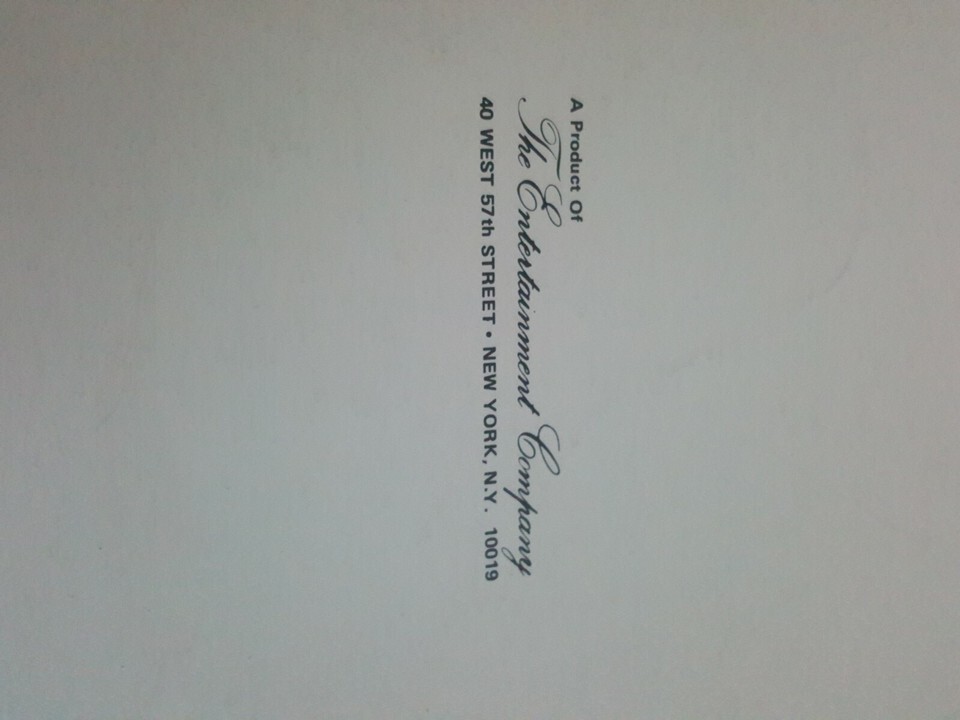 A Product Of
The Entertainment Company
40 WEST 57th STREET • NEW YORK, N.Y. 10019